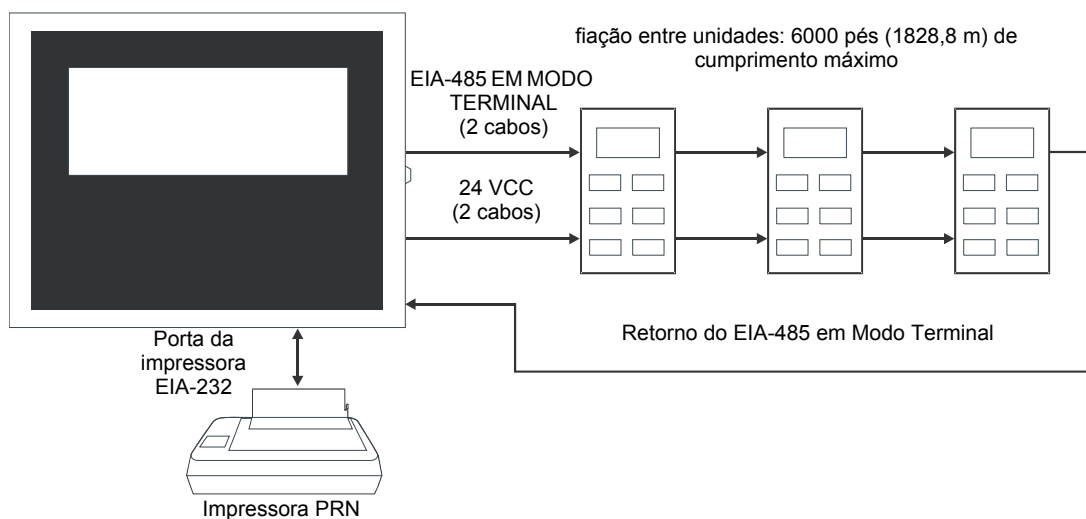 fiação entre unidades: 6000 pés (1828,8 m) de
cumprimento máximo
EIA-485 EM MODO
TERMINAL
(2 cabos)
24 VCC
(2 cabos)
Retorno do EIA-485 em Modo Terminal
Porta da
impressora
EIA-232
Impressora PRN